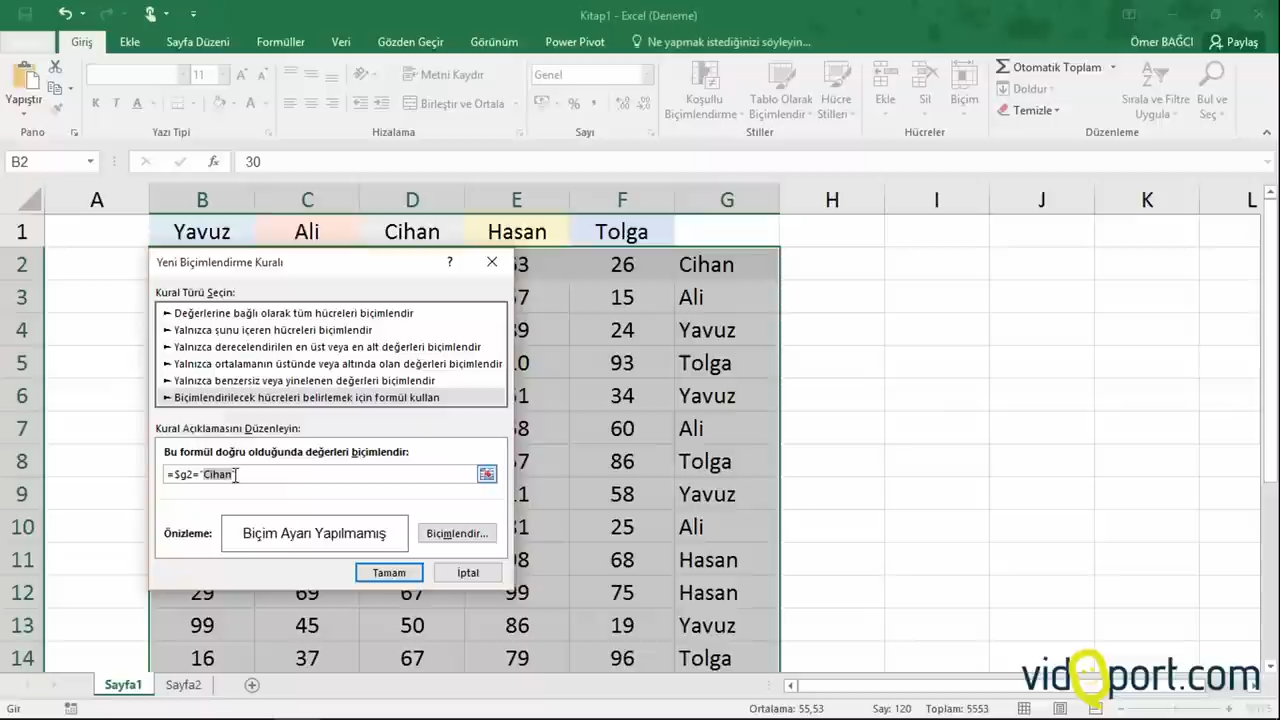 Kitap1 - Excel (Deneme)
Giriş Ekle Sayfa Düzeni Formüller Veri Gözden Geçir Görünüm Power Pivot Ne yapmak istediğinizi söyleyin... Ömer BAĞCI Paylaş
11 Metni Kaydır Genel Otomatik Toplam
Yapıştır Koşullu Biçimlendirme Tablo Olarak Biçimlendir Hücre Stilleri Ekle Sil Biçim Doldur Sırala ve Filtre Uygula Bul ve Seç
K T A A Birleştir ve Ortala % Temizle
Pano Yazı Tipi Hizalama Sayı Stiller Hücreler Düzenleme
B2 fx 30
A B C D E F G H I J K L
1 Yavuz Ali Cihan Hasan Tolga
Yeni Biçimlendirme Kuralı ?
Kural Türü Seçin:
► Değerlerine bağlı olarak tüm hücreleri biçimlendir
► Yalnızca şunu içeren hücreleri biçimlendir
► Yalnızca derecelendirilen en üst veya en alt değerleri biçimlendir
► Yalnızca ortalamanın üstünde veya altında olan değerleri biçimlendir
► Yalnızca benzersiz veya yinelenen değerleri biçimlendir
► Biçimlendirilecek hücreleri belirlemek için formül kullan
Kural Açıklamasını Düzenleyin:
Bu formül doğru olduğunda değerleri biçimlendir:
=$g2="Cihan
Önizleme: Biçim Ayarı Yapılmamış Biçimlendir...
Tamam İptal
2 26 Cihan
3 15 Ali
4 24 Yavuz
5 93 Tolga
6 34 Yavuz
7 60 Ali
8 86 Tolga
9 58 Yavuz
10 25 Ali
11 68 Hasan
12 29 69 67 99 75 Hasan
13 99 45 50 86 19 Yavuz
14 16 37 67 79 96 Tolga
vidoport.com
Sayfa1 Sayfa2
Gir Ortalama: 55,53 Say: 120 Toplam: 5553